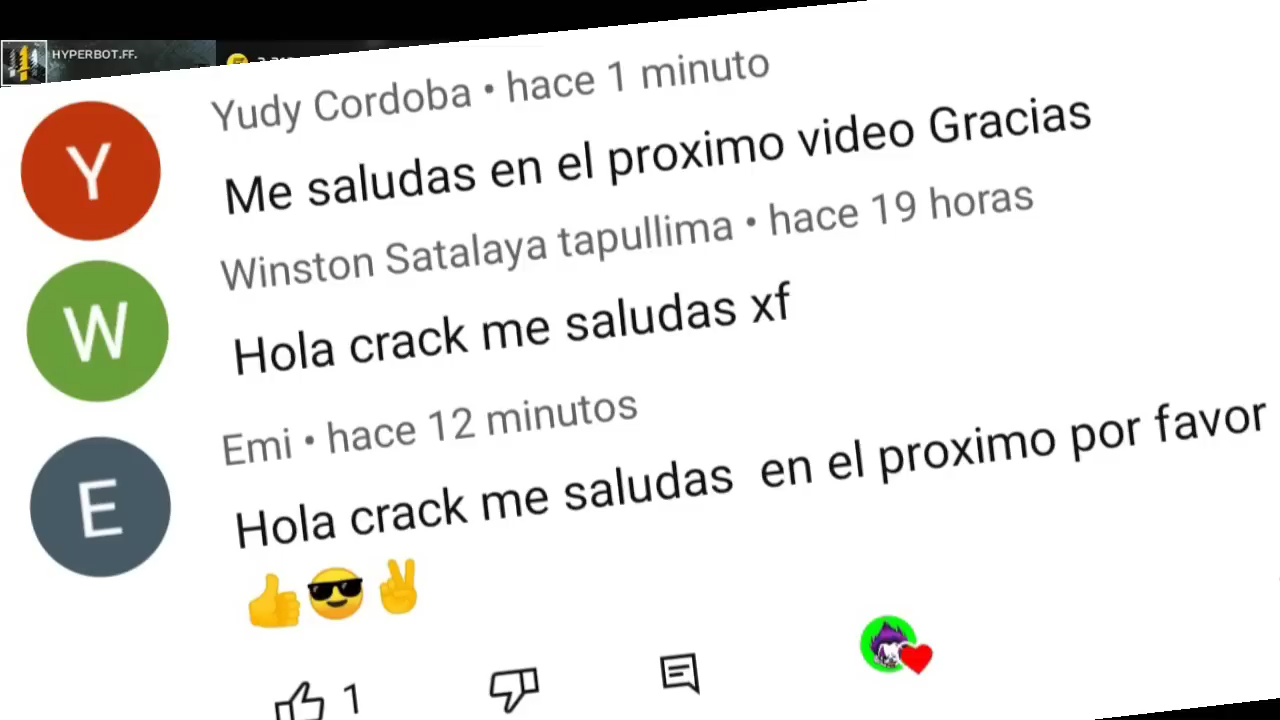 HYPERBOT.FF.
Yudy Cordoba • hace 1 minuto
Y
Me saludas en el proximo video Gracias
Winston Satalaya tapullima • hace 19 horas
W
Hola crack me saludas xf
Emi • hace 12 minutos
E
Hola crack me saludas en el proximo por favor
👍😎✌
1